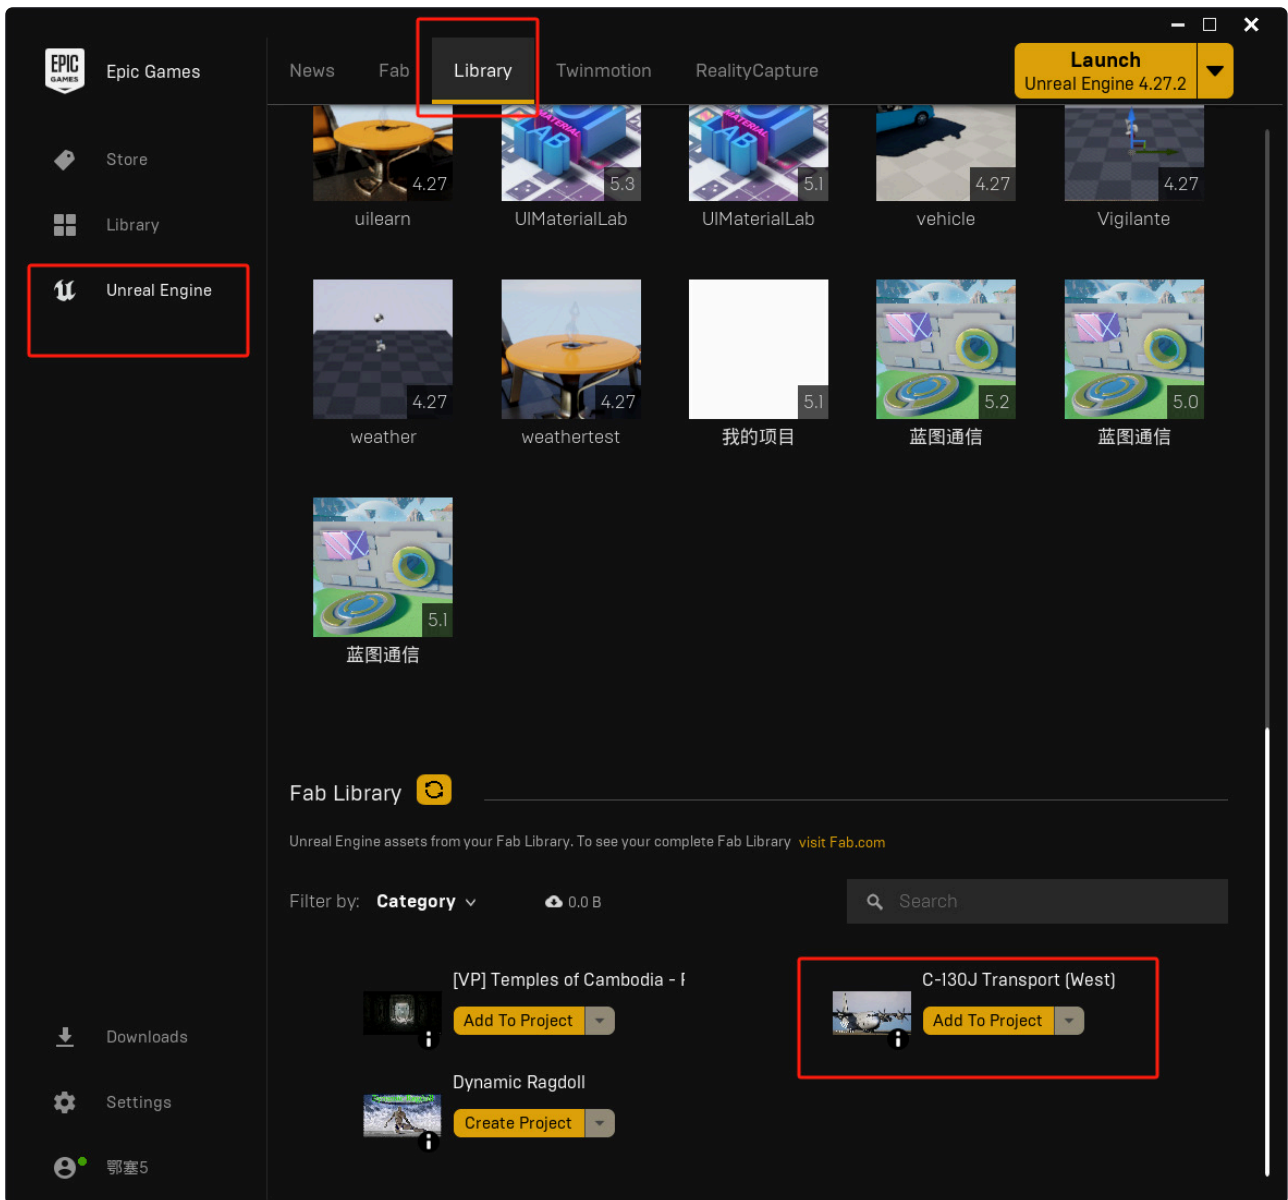 EPIC
GAMES
Epic Games
News
Fab
Library
Twinmotion
RealityCapture
Launch
Unreal Engine 4.27.2
Store
Library
Unreal Engine
4.27
5.3
5.1
4.27
4.27
uilearn
UIMaterialLab
UIMaterialLab
vehicle
Vigilante
4.27
4.27
5.1
5.2
5.0
weather
weathertest
我的项目
蓝图通信
蓝图通信
5.1
蓝图通信
Fab Library
Unreal Engine assets from your Fab Library. To see your complete Fab Library visit Fab.com
Filter by: Category
0.0 B
Search
[VP] Temples of Cambodia -
Add To Project
C-130J Transport (West)
Add To Project
Dynamic Ragdoll
Create Project
Downloads
Settings
鄂塞5